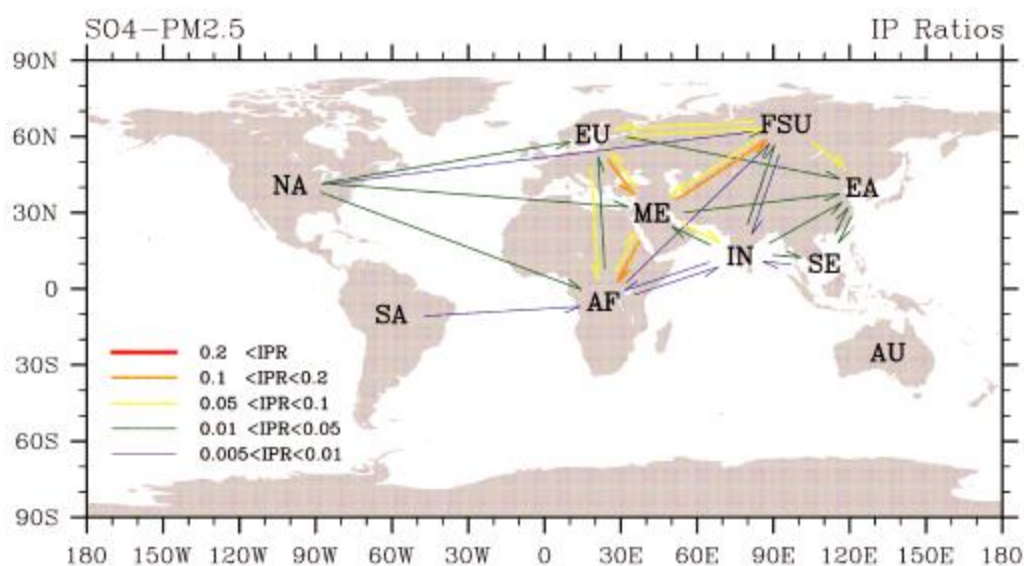 SO4-PM2.5 IP Ratios
90N
60N
30N
0
30S
60S
90S
EU
FSU
NA
EA
ME
IN
SE
AF
SA
AU
0.2 <IPR
0.1 <IPR<0.2
0.05 <IPR<0.1
0.01 <IPR<0.05
0.005<IPR<0.01
180 150W 120W 90W 60W 30W 0 30E 60E 90E 120E 150E 180